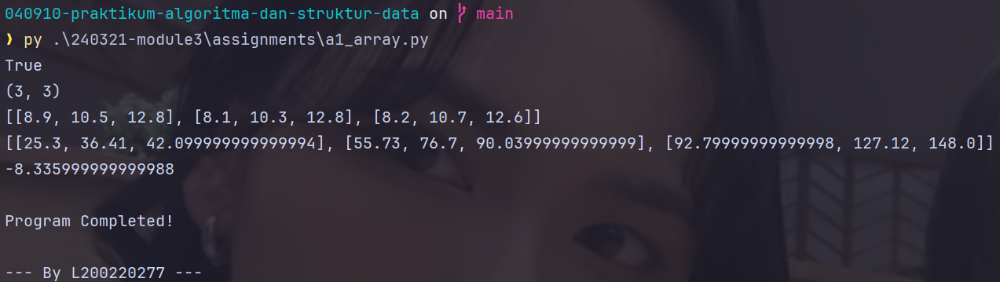 040910-praktikum-algoritma-dan-struktur-data on main
❱ py .\240321-module3\assignments\a1_array.py
True
(3, 3)
[[8.9, 10.5, 12.8], [8.1, 10.3, 12.8], [8.2, 10.7, 12.6]]
[[25.3, 36.41, 42.099999999999994], [55.73, 76.7, 90.03999999999999], [92.79999999999998, 127.12, 148.0]]
-8.335999999999988
Program Completed!
--- By L200220277 ---